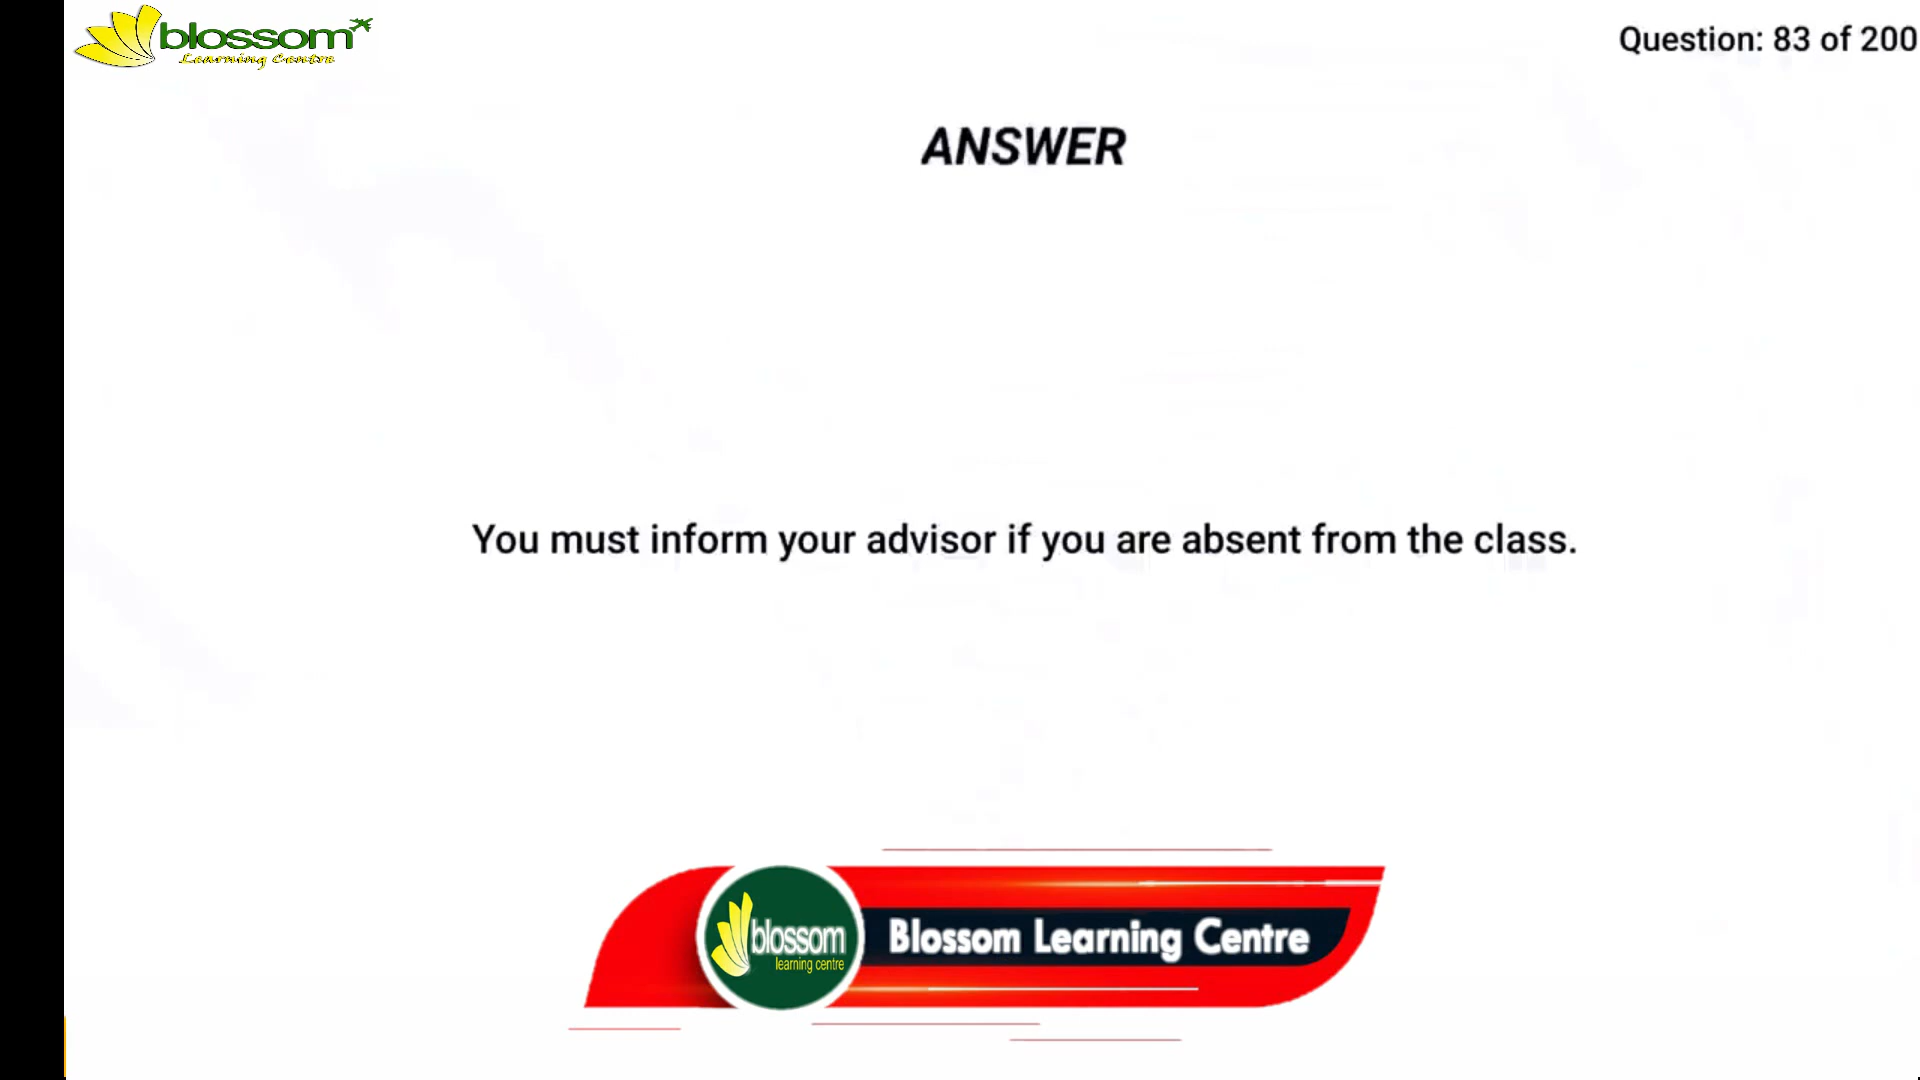 blossom
Learning Centre
Question: 83 of 200
ANSWER
You must inform your advisor if you are absent from the class.
blossom
learning centre
Blossom Learning Centre